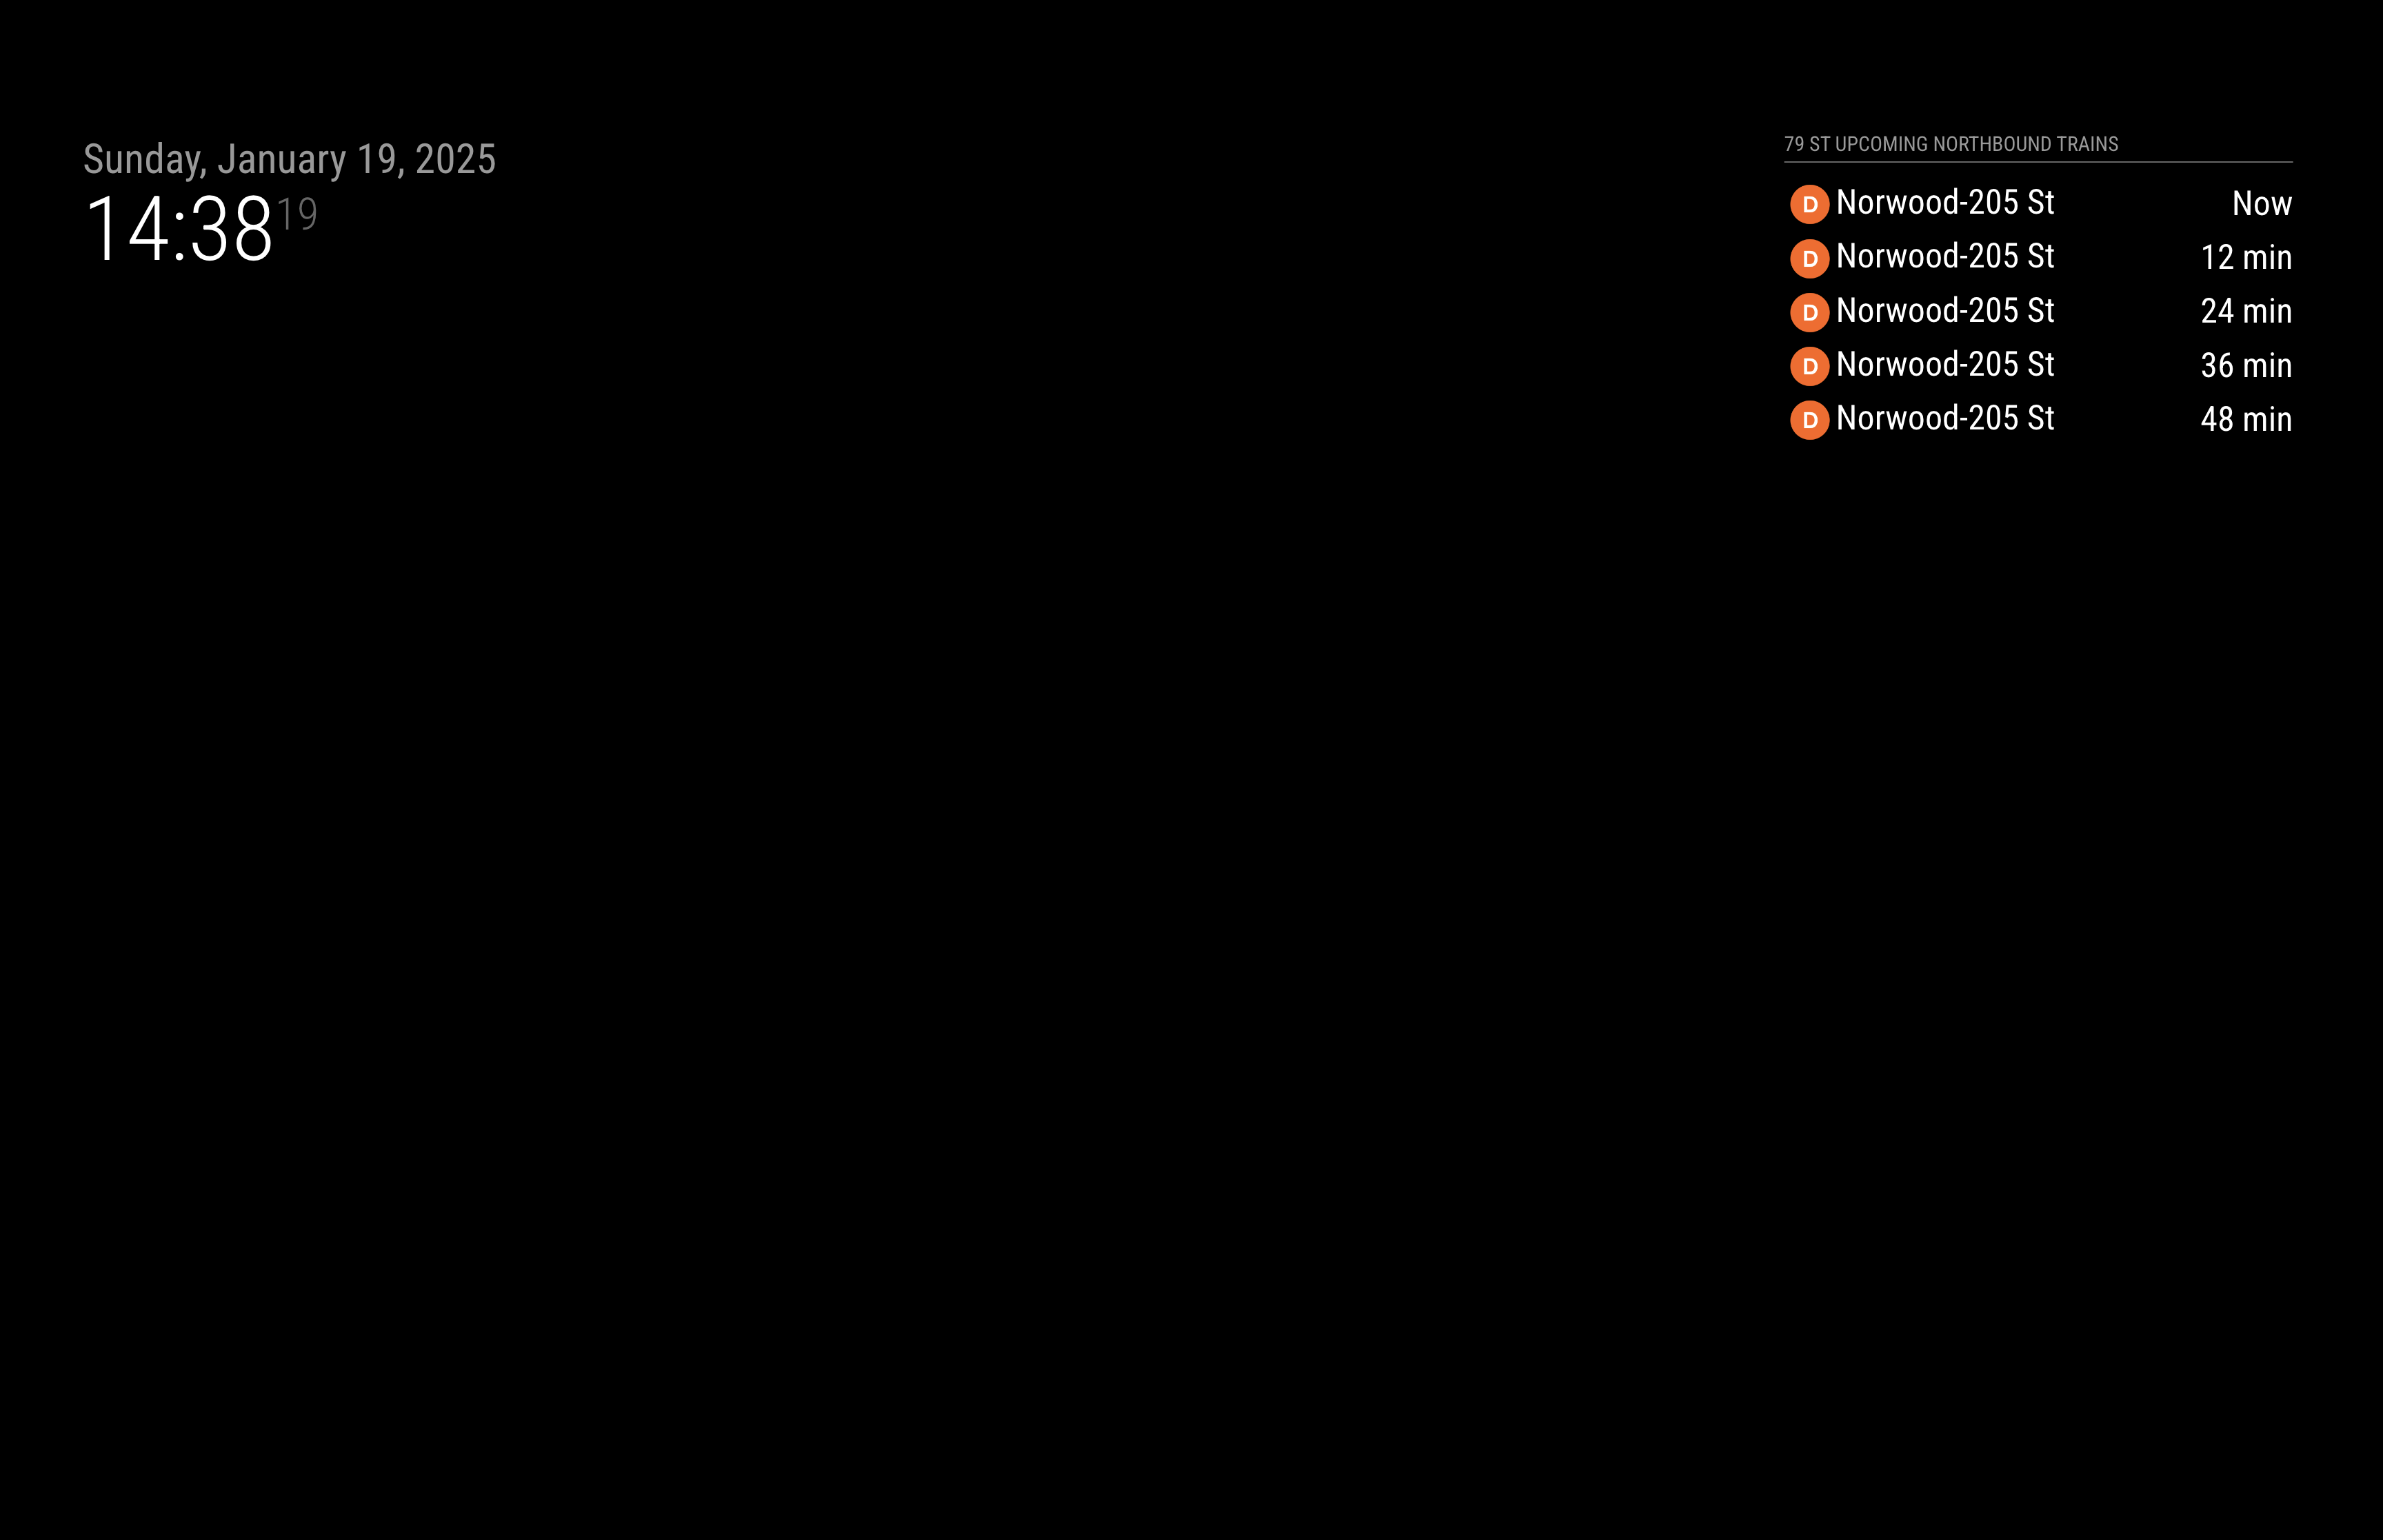 Sunday, January 19, 2025
14:38 19
79 ST UPCOMING NORTHBOUND TRAINS
D Norwood-205 St Now
D Norwood-205 St 12 min
D Norwood-205 St 24 min
D Norwood-205 St 36 min
D Norwood-205 St 48 min